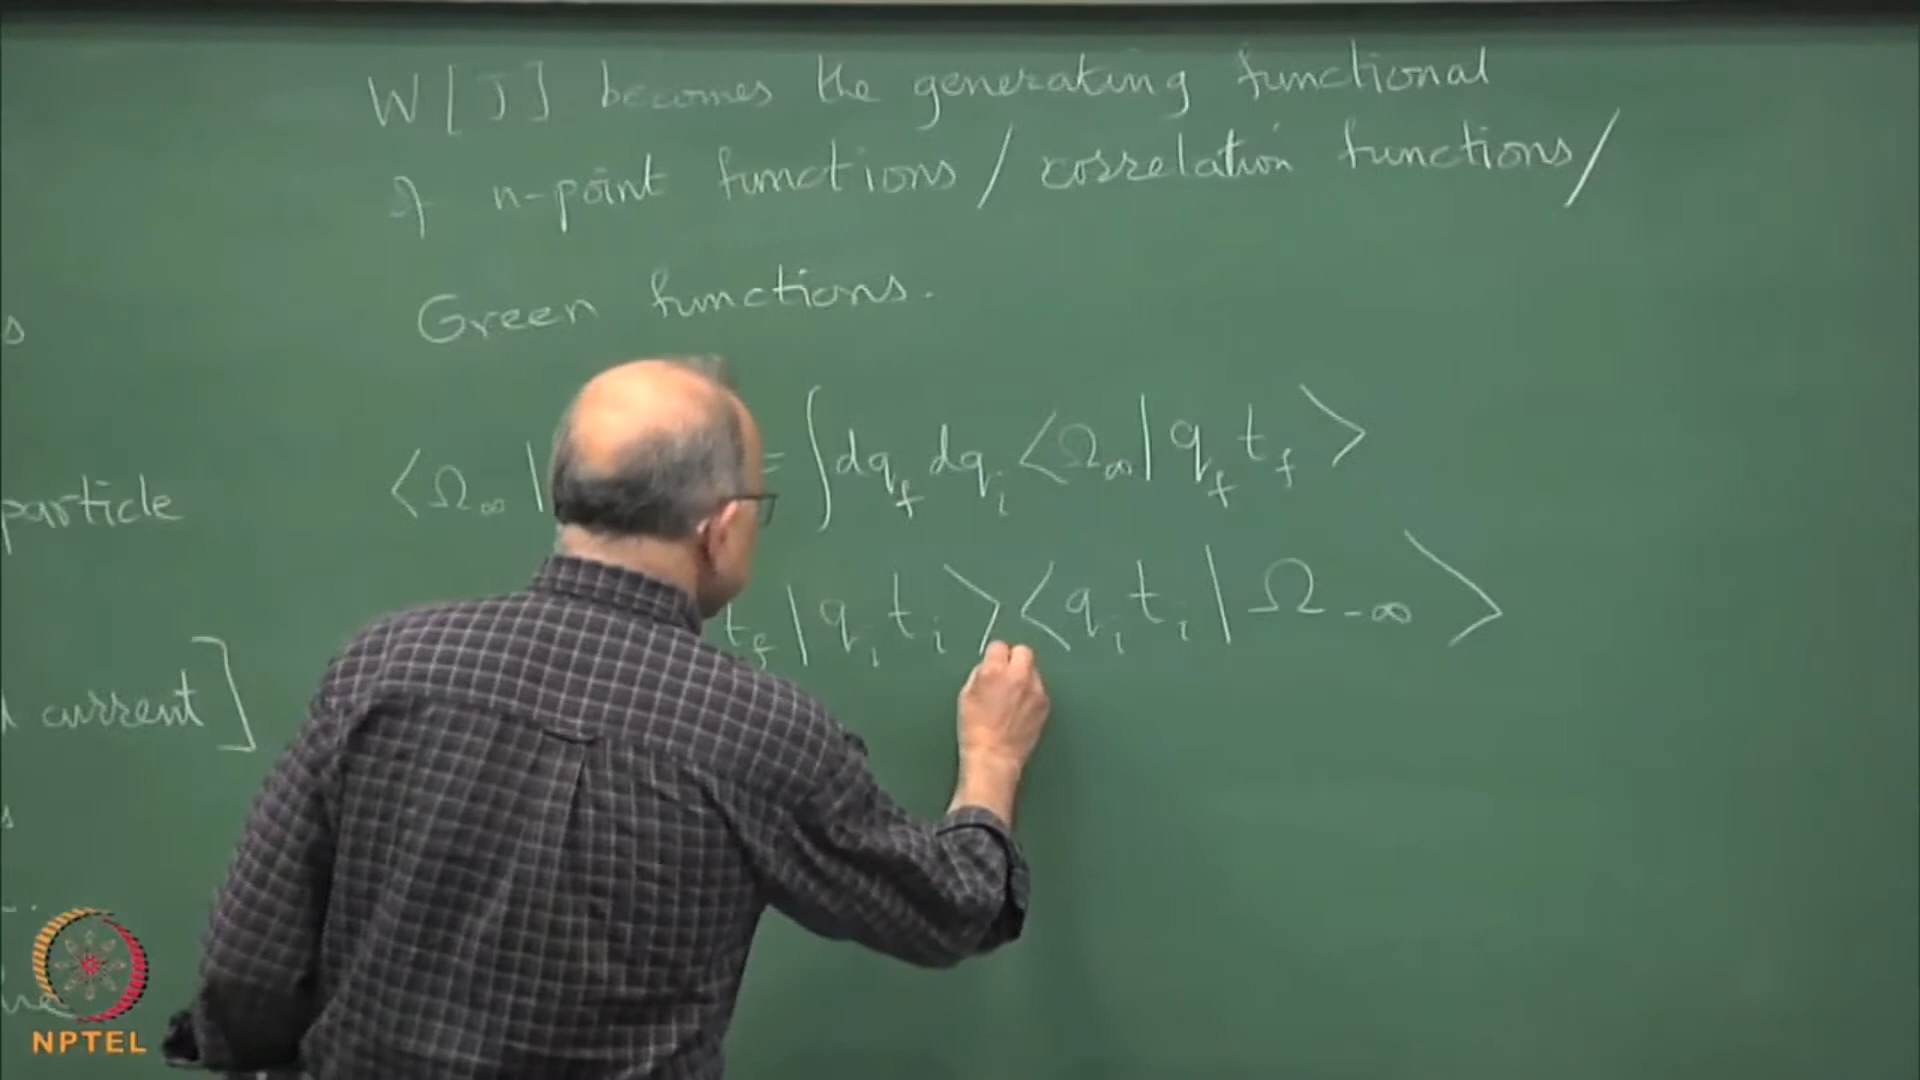 W[J] becomes the generating functional
of n-point functions / correlation functions /
Green functions.
s
⟨Ω∞| = ∫dq_f dq_i ⟨Ω∞|q_f t_f⟩
particle
t_f|q_i t_i⟩⟨q_i t_i|Ω-∞⟩
current]
s
NPTEL